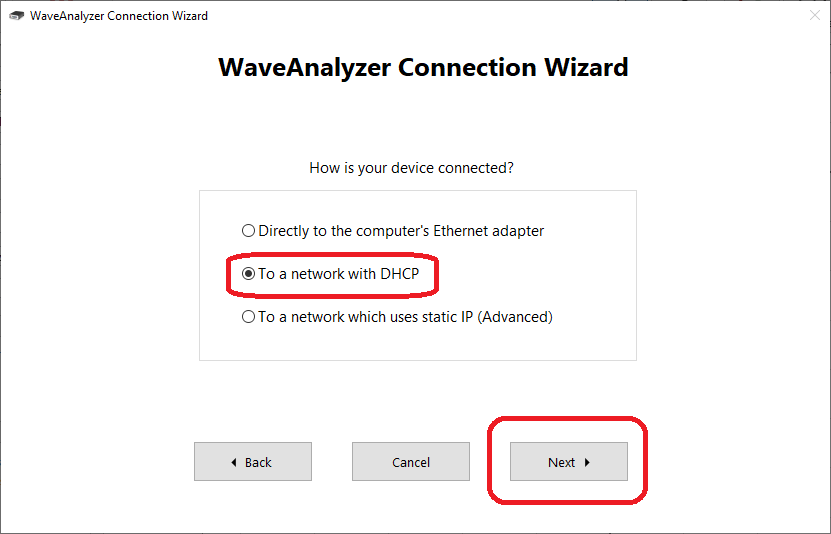 WaveAnalyzer Connection Wizard
WaveAnalyzer Connection Wizard
How is your device connected?
Directly to the computer's Ethernet adapter
To a network with DHCP
To a network which uses static IP (Advanced)
Back Cancel Next